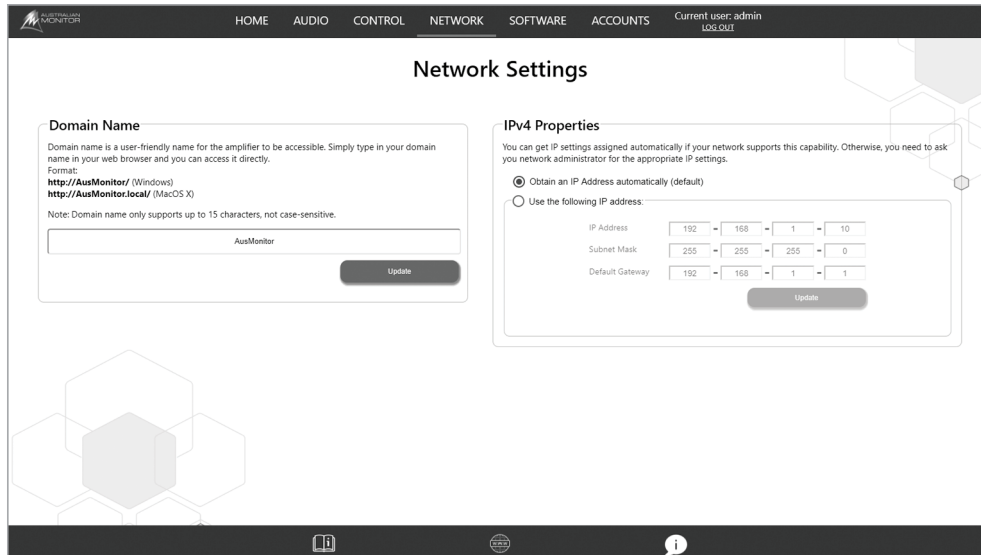 AUSTRALIAN
MONITOR
HOME AUDIO CONTROL NETWORK SOFTWARE ACCOUNTS
Current user: admin
LOG OUT
Network Settings
Domain Name
Domain name is a user-friendly name for the amplifier to be accessible. Simply type in your domain
name in your web browser and you can access it directly.
Format:
http://AusMonitor/ (Windows)
http://AusMonitor.local/ (MacOS X)
Note: Domain name only supports up to 15 characters, not case-sensitive.
AusMonitor
Update
IPv4 Properties
You can get IP settings assigned automatically if your network supports this capability. Otherwise, you need to ask
you network administrator for the appropriate IP settings.
Obtain an IP Address automatically (default)
Use the following IP address:
IP Address 192 - 168 - 1 - 10
Subnet Mask 255 - 255 - 255 - 0
Default Gateway 192 - 168 - 1 - 1
Update
i
WWW
i